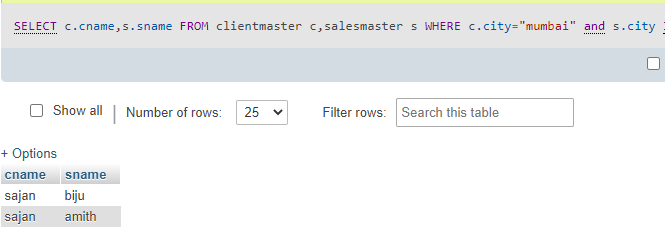 SELECT c.cname,s.sname FROM clientmaster c,salesmaster s WHERE c.city="mumbai" and s.city
Show all Number of rows: 25 Filter rows: Search this table
+ Options
cname sname
sajan biju
sajan amith